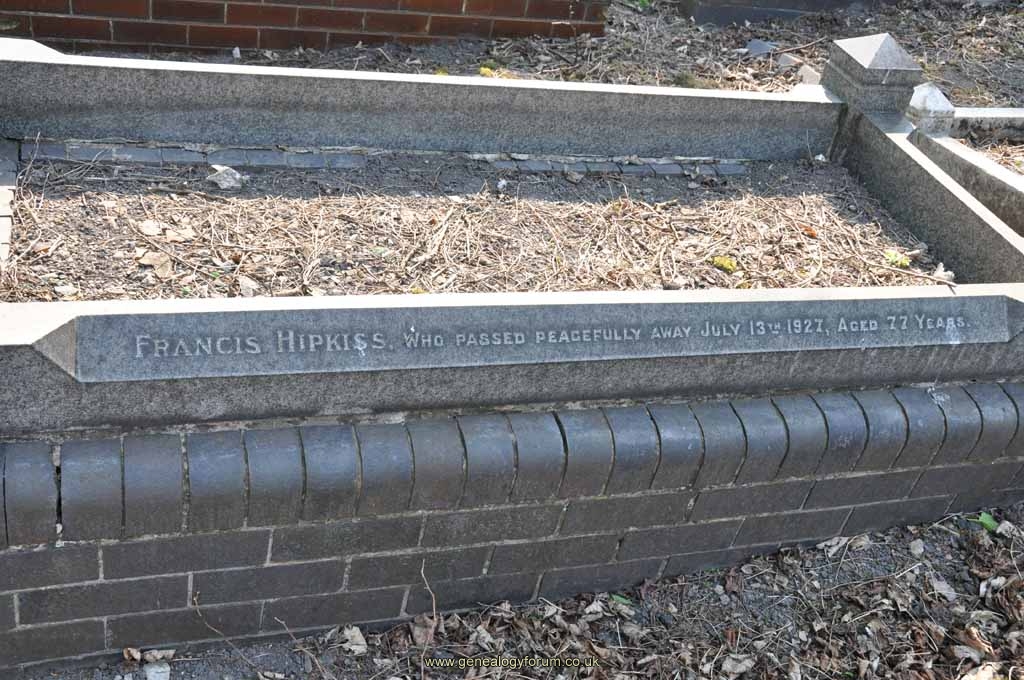 Francis Hipkiss. Who passed peacefully away July 13th 1927, Aged 77 Years.
www.genealogyforum.co.uk